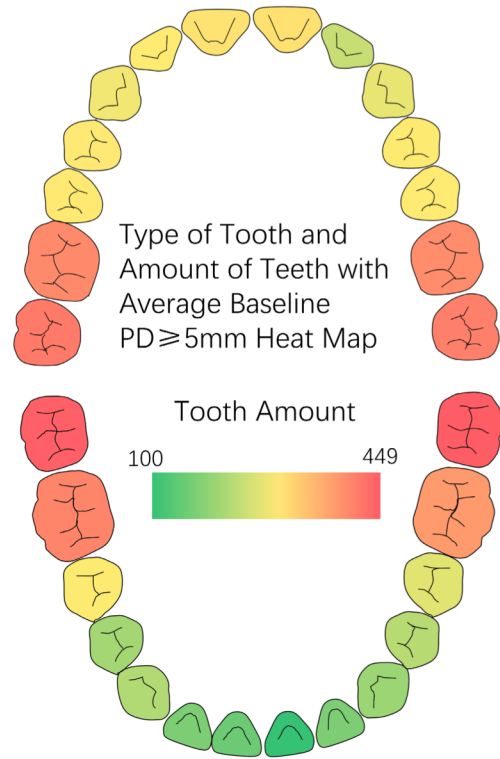 Type of Tooth and
Amount of Teeth with
Average Baseline
PD≥5mm Heat Map
Tooth Amount
100 449